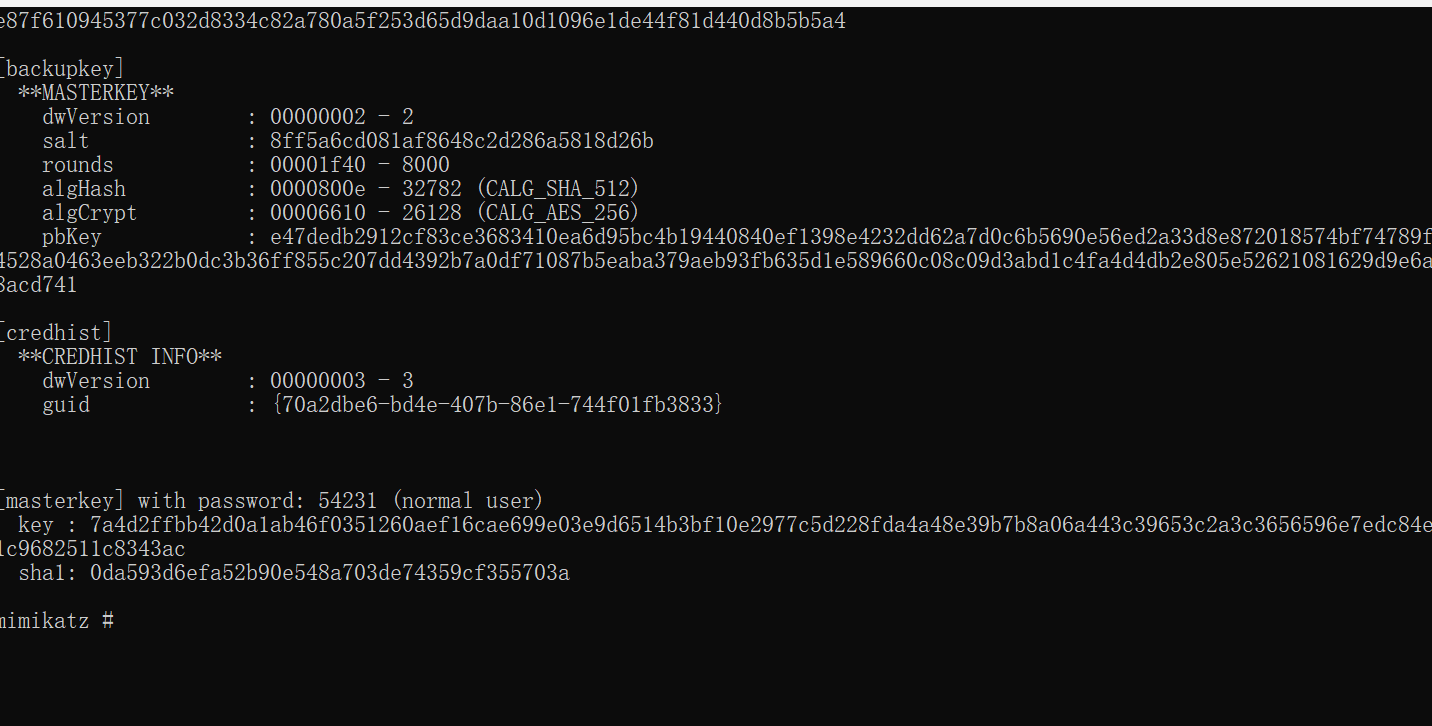 e87f610945377c032d8334c82a780a5f253d65d9daa10d1096e1de44f81d440d8b5b5a4
[backupkey]
**MASTERKEY**
dwVersion : 00000002 - 2
salt : 8ff5a6cd081af8648c2d286a5818d26b
rounds : 00001f40 - 8000
algHash : 0000800e - 32782 (CALG_SHA_512)
algCrypt : 00006610 - 26128 (CALG_AES_256)
pbKey : e47dedb2912cf83ce3683410ea6d95bc4b19440840ef1398e4232dd62a7d0c6b5690e56ed2a33d8e872018574bf74789f
4528a0463eeb322b0dc3b36ff855c207dd4392b7a0df71087b5eaba379aeb93fb635d1e589660c08c09d3abd1c4fa4d4db2e805e52621081629d9e6a
8acd741
[credhist]
**CREDHIST INFO**
dwVersion : 00000003 - 3
guid : {70a2dbe6-bd4e-407b-86e1-744f01fb3833}
[masterkey] with password: 54231 (normal user)
key : 7a4d2ffbb42d0a1ab46f0351260aef16cae699e03e9d6514b3bf10e2977c5d228fda4a48e39b7b8a06a443c39653c2a3c3656596e7edc84e
1c9682511c8343ac
sha1: 0da593d6efa52b90e548a703de74359cf355703a
mimikatz #